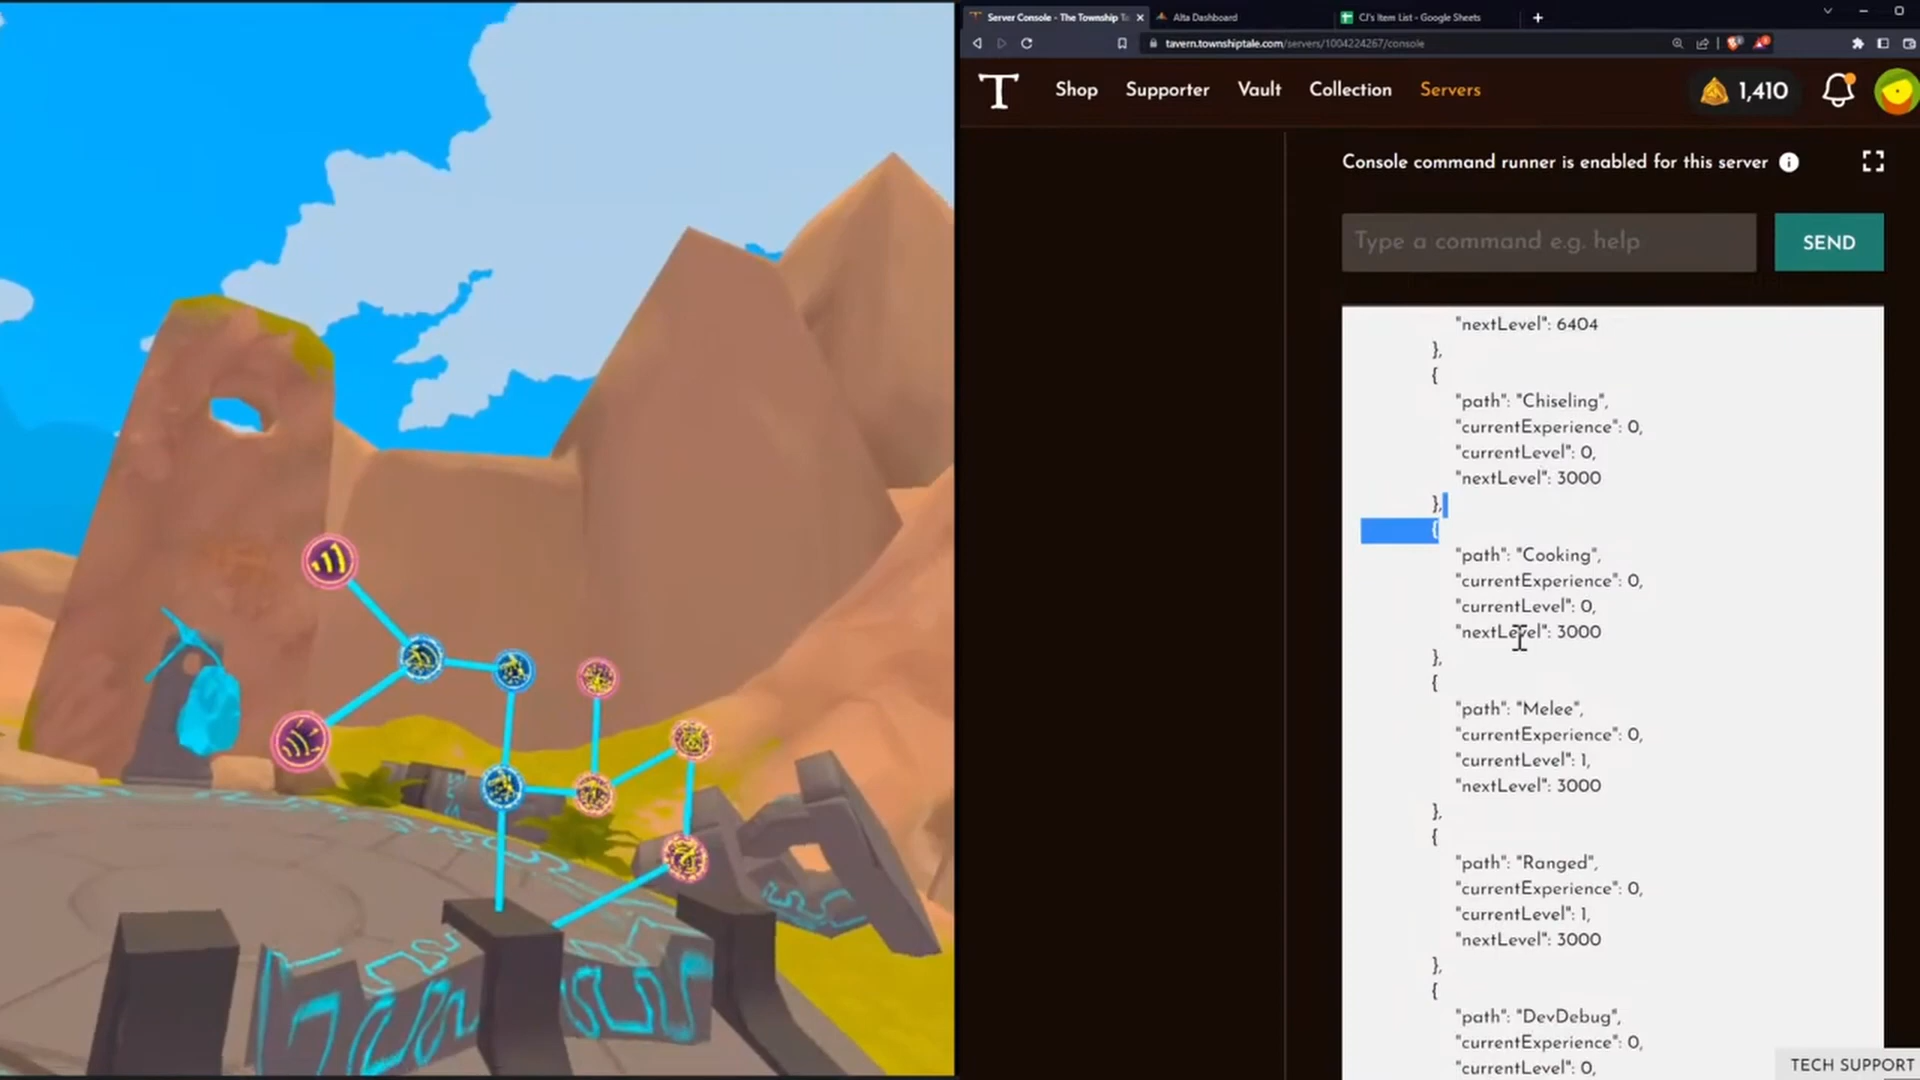 Server Console - The Township Ta
Alta Dashboard
CJ's Item List - Google Sheets
tavern.townshiptale.com/servers/1004224267/console
T
Shop
Supporter
Vault
Collection
Servers
1,410
Console command runner is enabled for this server
Type a command e.g. help
SEND
"nextLevel": 6404
},
{
"path": "Chiseling",
"currentExperience": 0,
"currentLevel": 0,
"nextLevel": 3000
},
{
"path": "Cooking",
"currentExperience": 0,
"currentLevel": 0,
"nextLevel": 3000
},
{
"path": "Melee",
"currentExperience": 0,
"currentLevel": 1,
"nextLevel": 3000
},
{
"path": "Ranged",
"currentExperience": 0,
"currentLevel": 1,
"nextLevel": 3000
},
{
"path": "DevDebug",
"currentExperience": 0,
"currentLevel": 0,
TECH SUPPORT